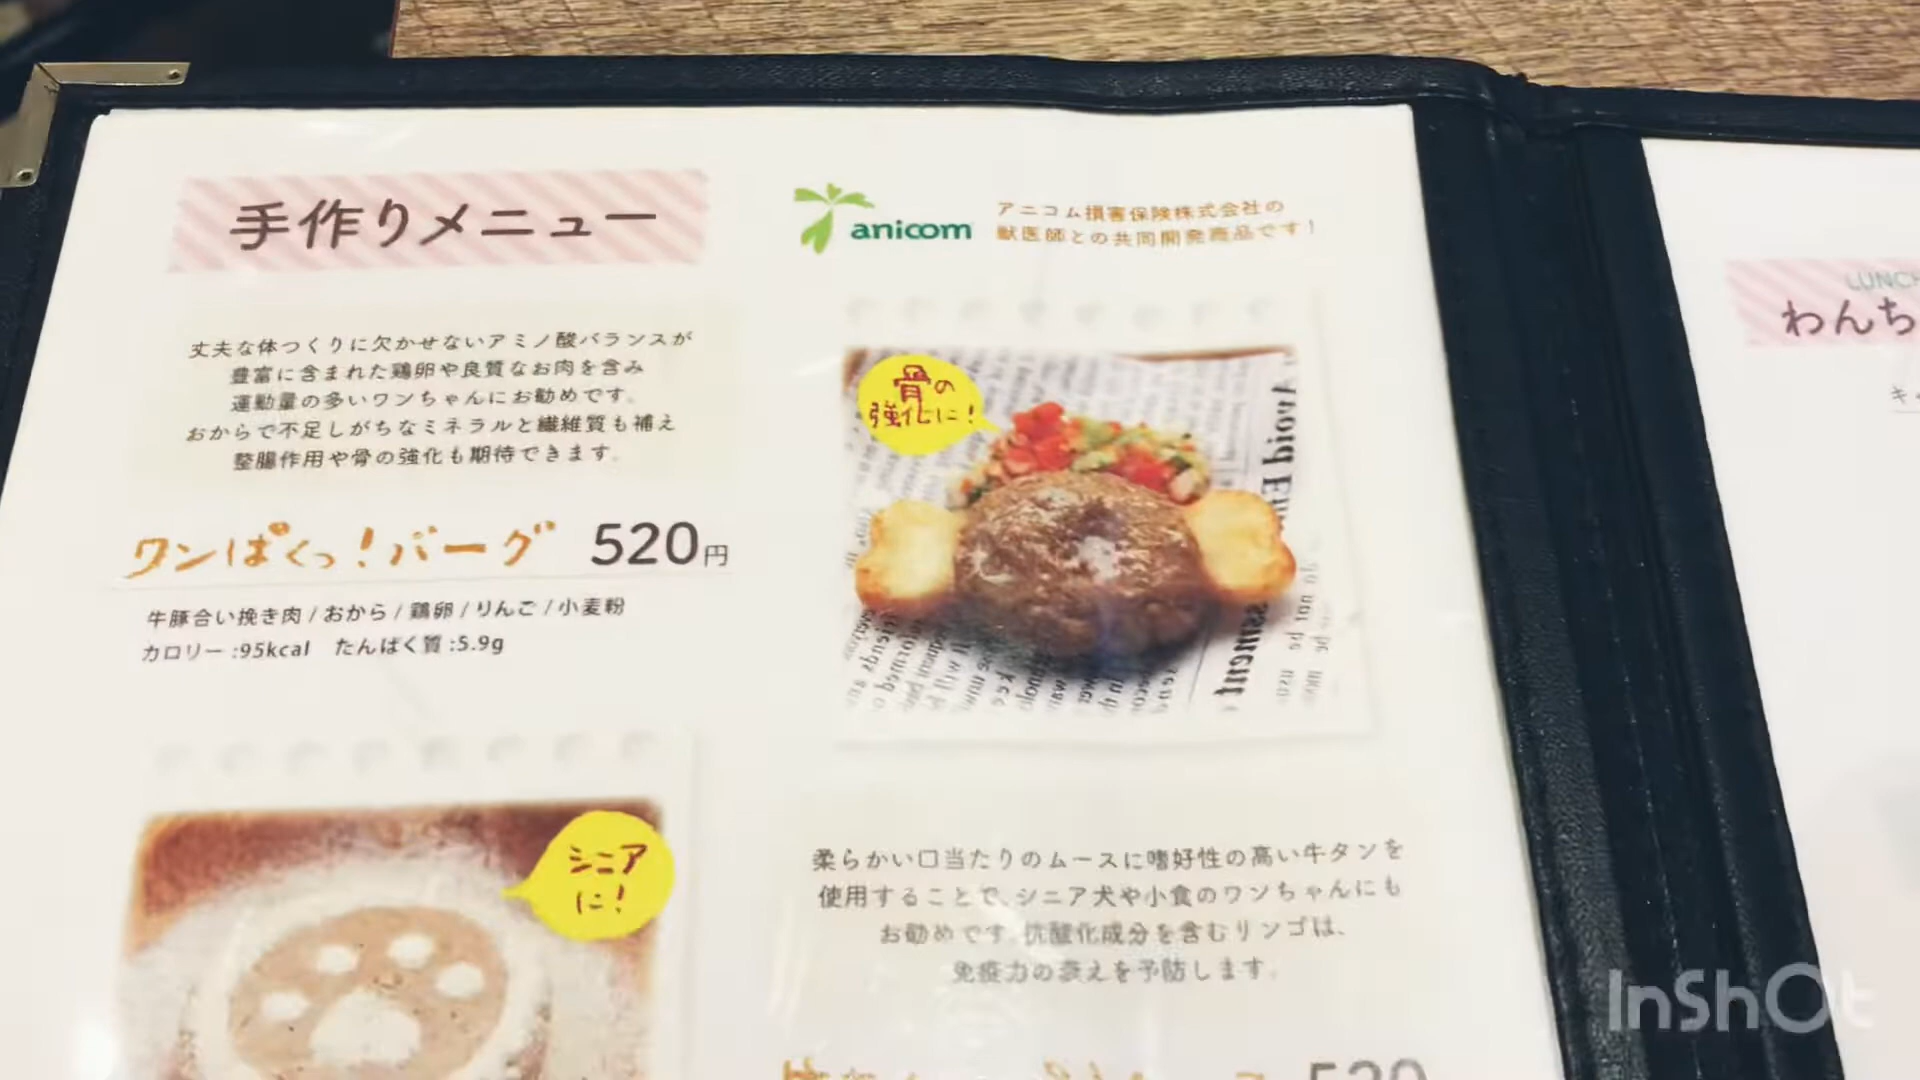 手作りメニュー
anicom
アニコム損害保険株式会社の
獣医師との共同開発商品です！
丈夫な体つくりに欠かせないアミノ酸バランスが
豊富に含まれた鶏卵や良質なお肉を含み
運動量の多いワンちゃんにお勧めです。
おからで不足しがちなミネラルと繊維質も補え
整腸作用や骨の強化も期待できます。
ワンぱくっ！バーグ 520円
牛豚合い挽き肉/おから/鶏卵/りんご/小麦粉
カロリー:95kcal たんぱく質:5.9g
骨の
強化に！
シニア
に！
柔らかい口当たりのムースに嗜好性の高い牛タンを
使用することで、シニア犬や小食のワンちゃんにも
お勧めです。抗酸化成分を含むリンゴは、
免疫力の衰えを予防します。
520
LUNCH
わんち
InShOt